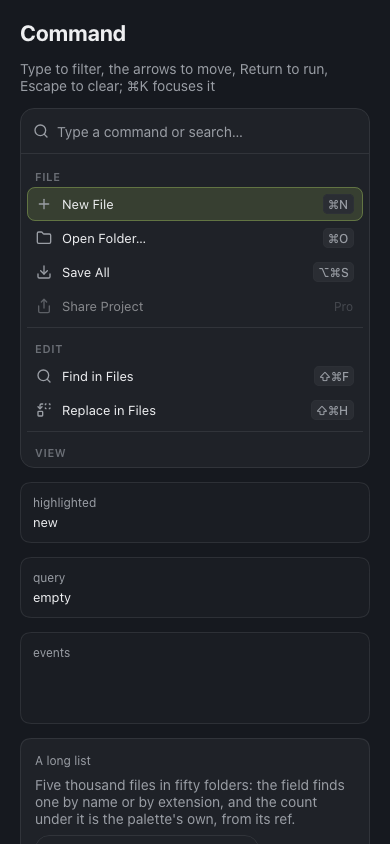 Command
Type to filter, the arrows to move, Return to run,
Escape to clear; ⌘K focuses it
Type a command or search...
FILE
New File ⌘N
Open Folder... ⌘O
Save All ⌥⌘S
Share Project Pro
EDIT
Find in Files ⇧⌘F
Replace in Files ⇧⌘H
VIEW
highlighted
new
query
empty
events
A long list
Five thousand files in fifty folders: the field finds
one by name or by extension, and the count
under it is the palette's own, from its ref.